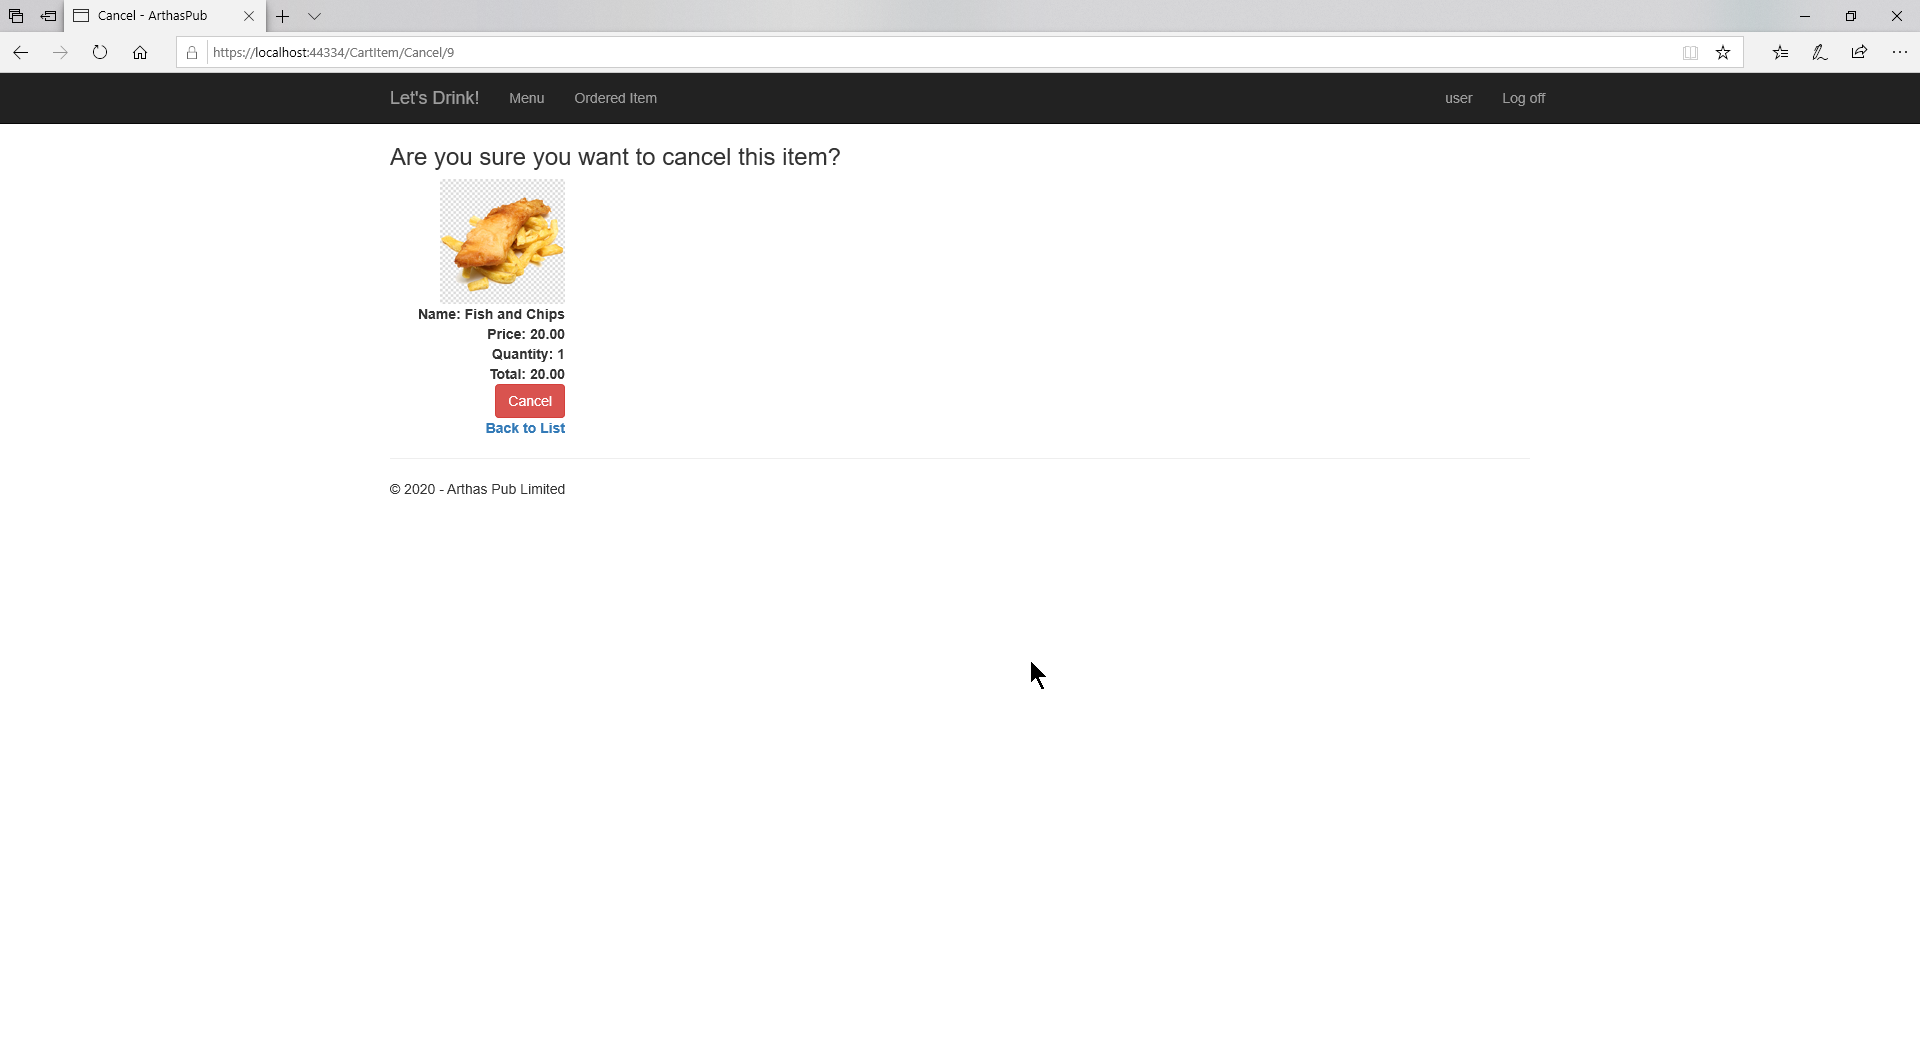 Cancel - ArthasPub
https://localhost:44334/CartItem/Cancel/9
Let's Drink! Menu Ordered Item user Log off
Are you sure you want to cancel this item?
Name: Fish and Chips
Price: 20.00
Quantity: 1
Total: 20.00
Cancel
Back to List
© 2020 - Arthas Pub Limited